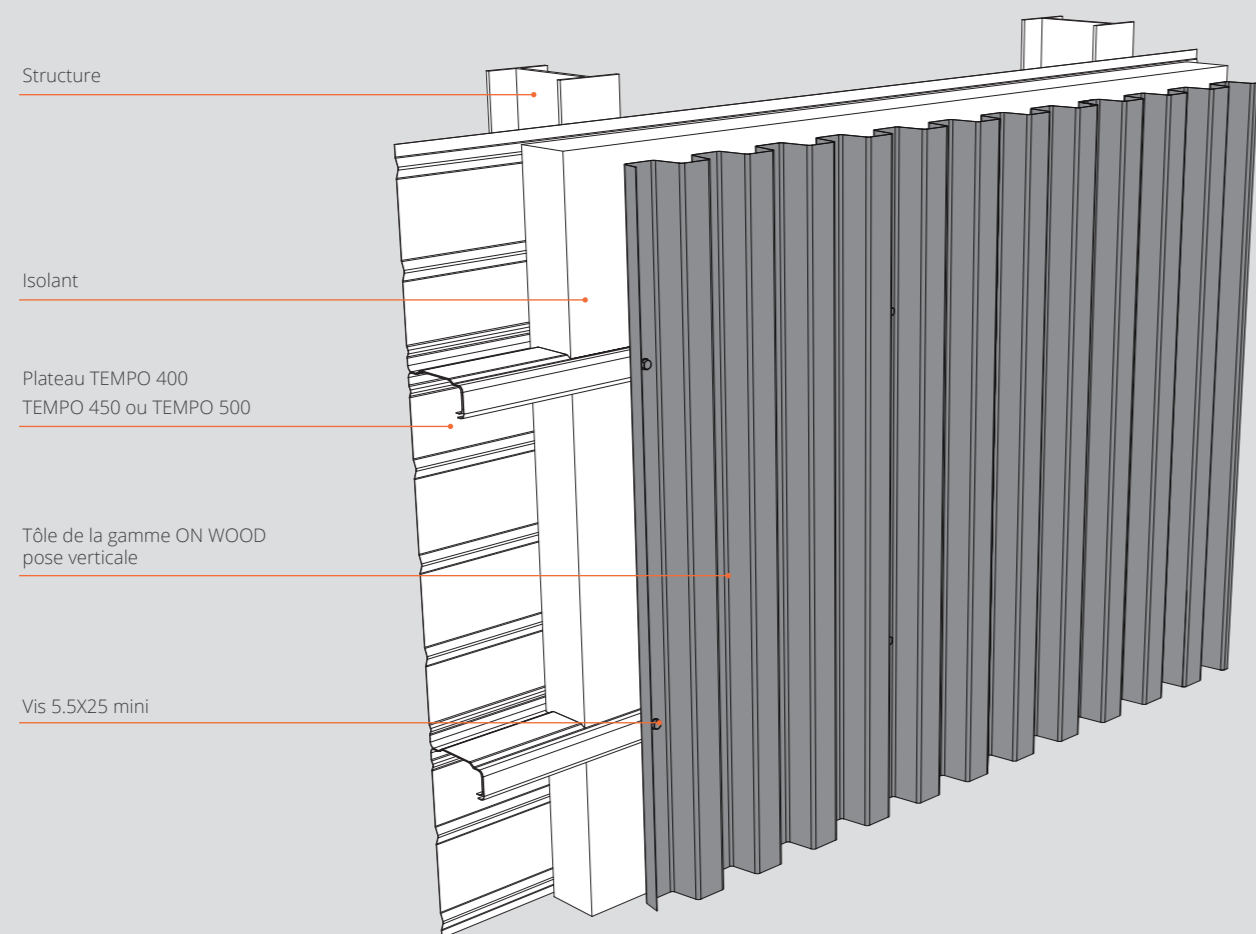 Structure
Isolant
Plateau TEMPO 400
TEMPO 450 ou TEMPO 500
Tôle de la gamme ON WOOD
pose verticale
Vis 5.5X25 mini